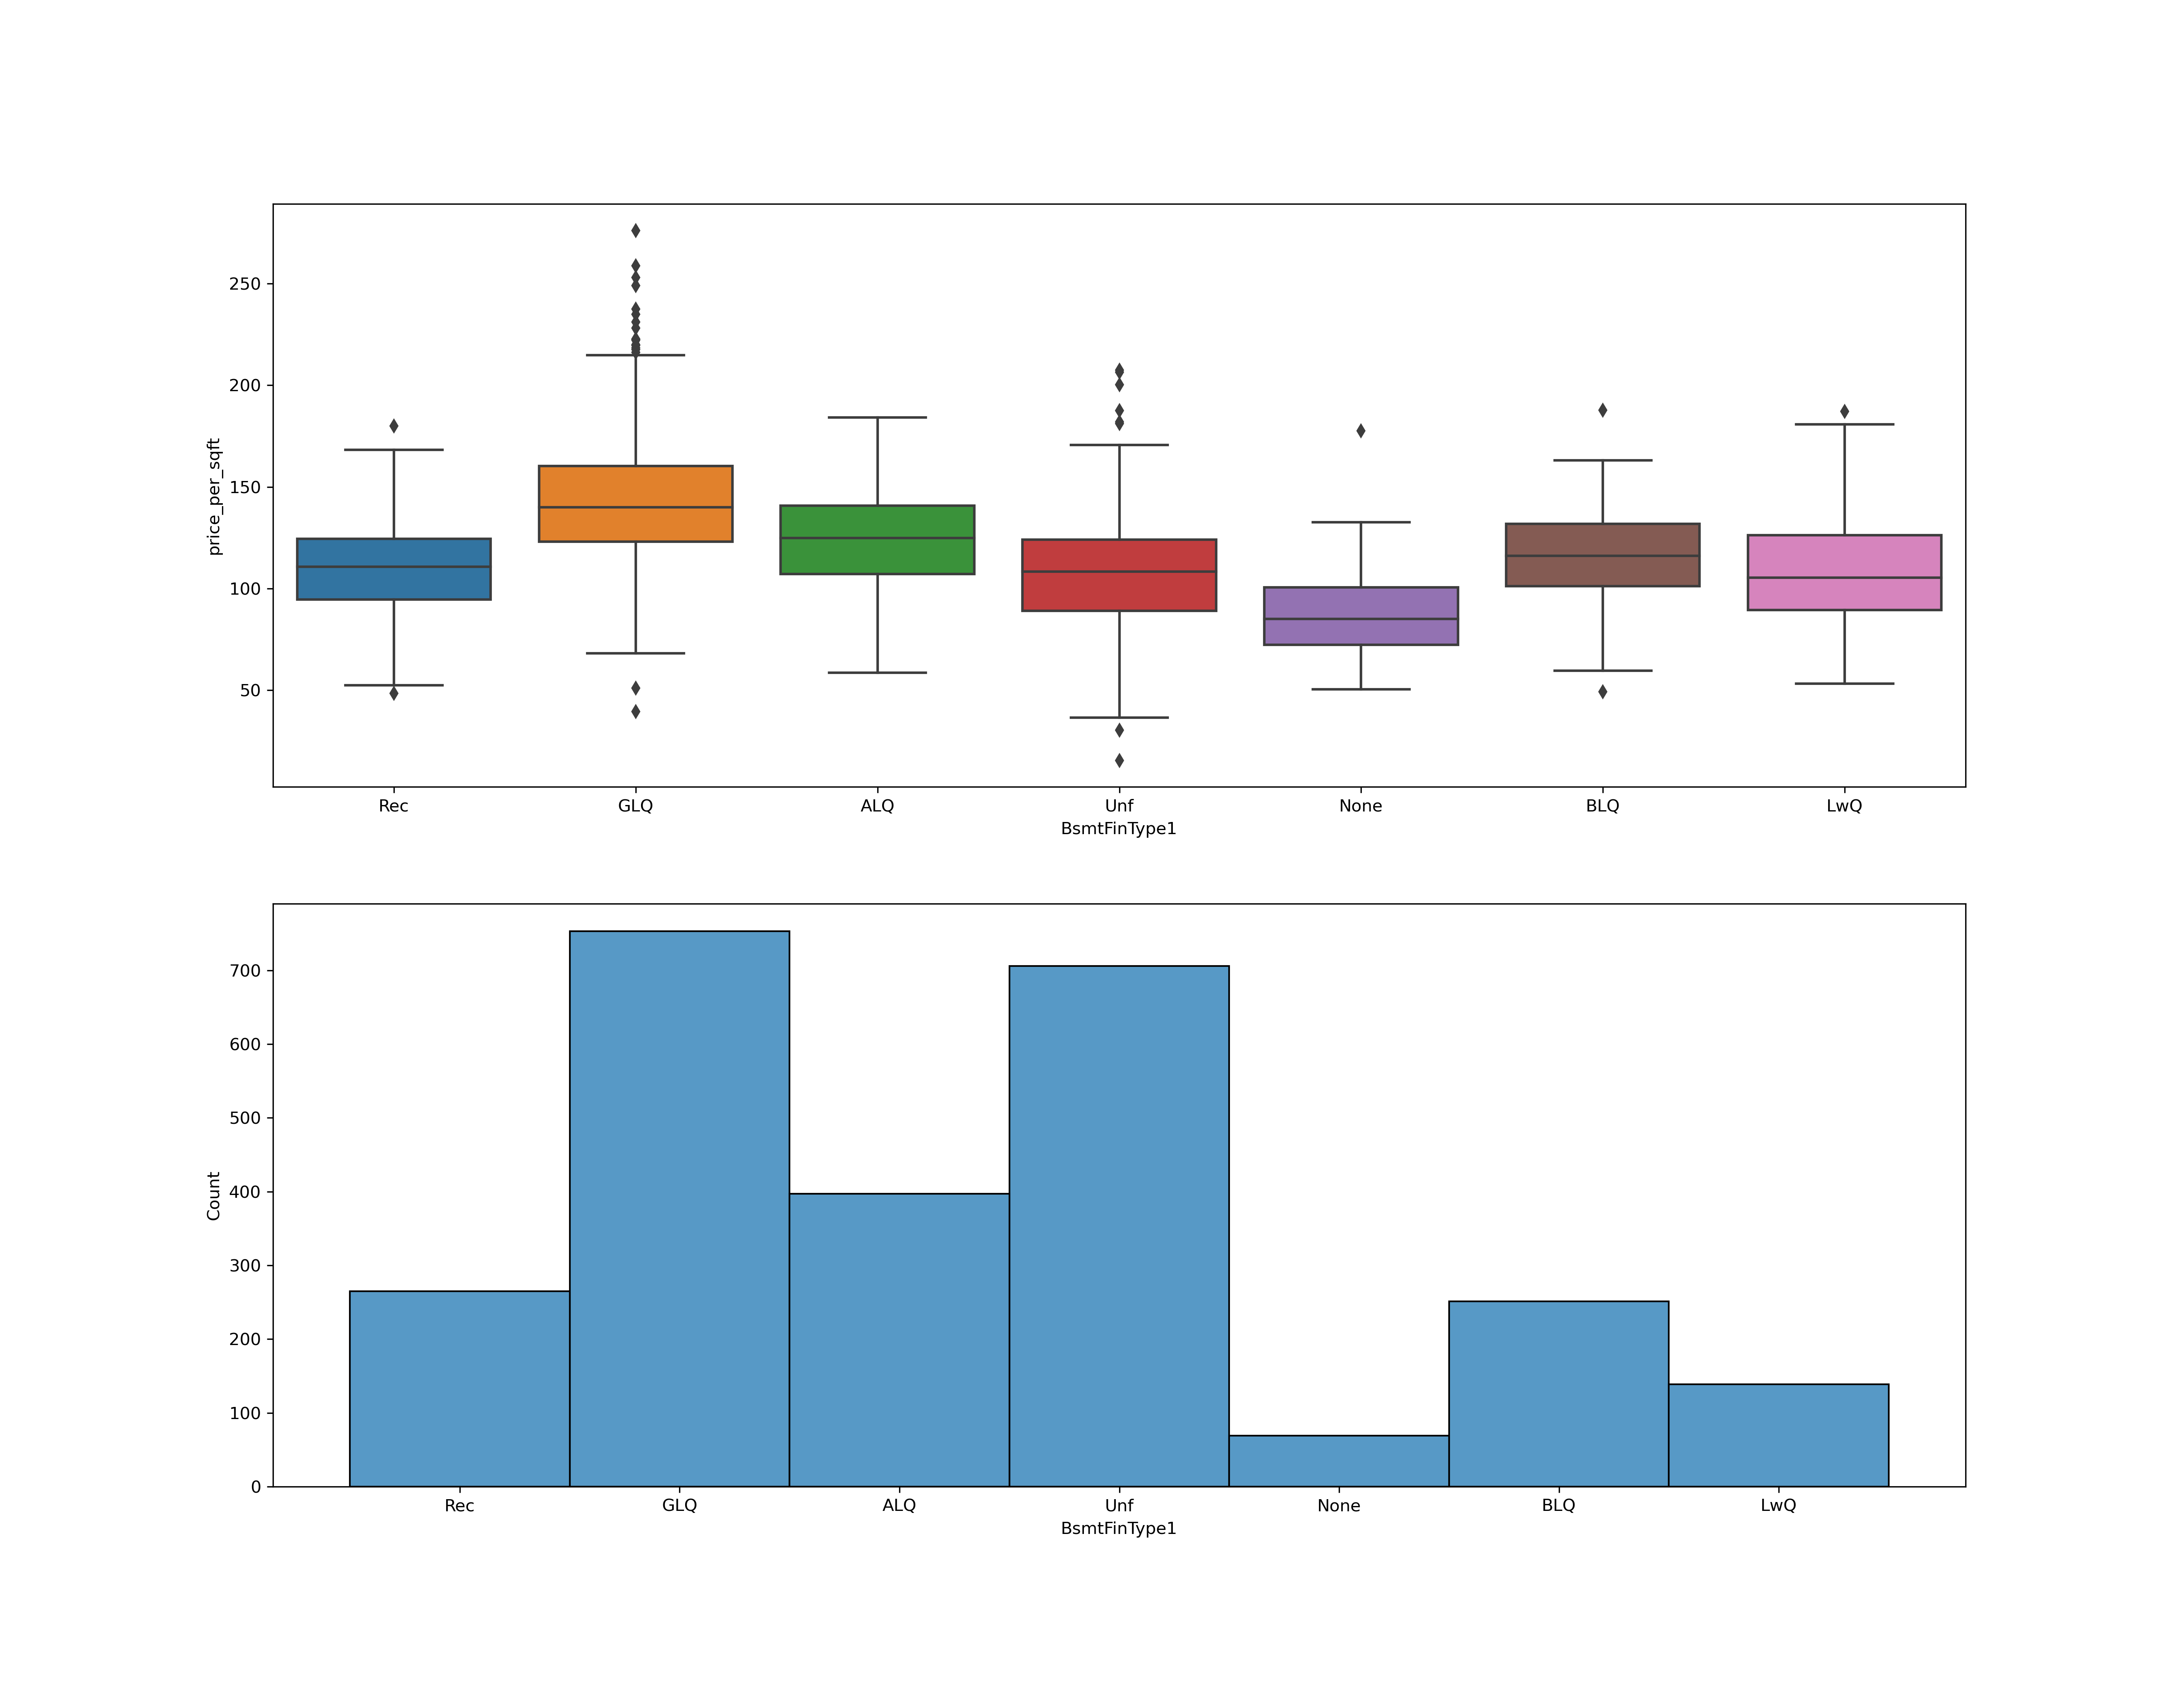 250
200
150
100
50
price_per_sqft
Rec GLQ ALQ Unf None BLQ LwQ
BsmtFinType1
700
600
500
400
300
200
100
0
Count
Rec GLQ ALQ Unf None BLQ LwQ
BsmtFinType1